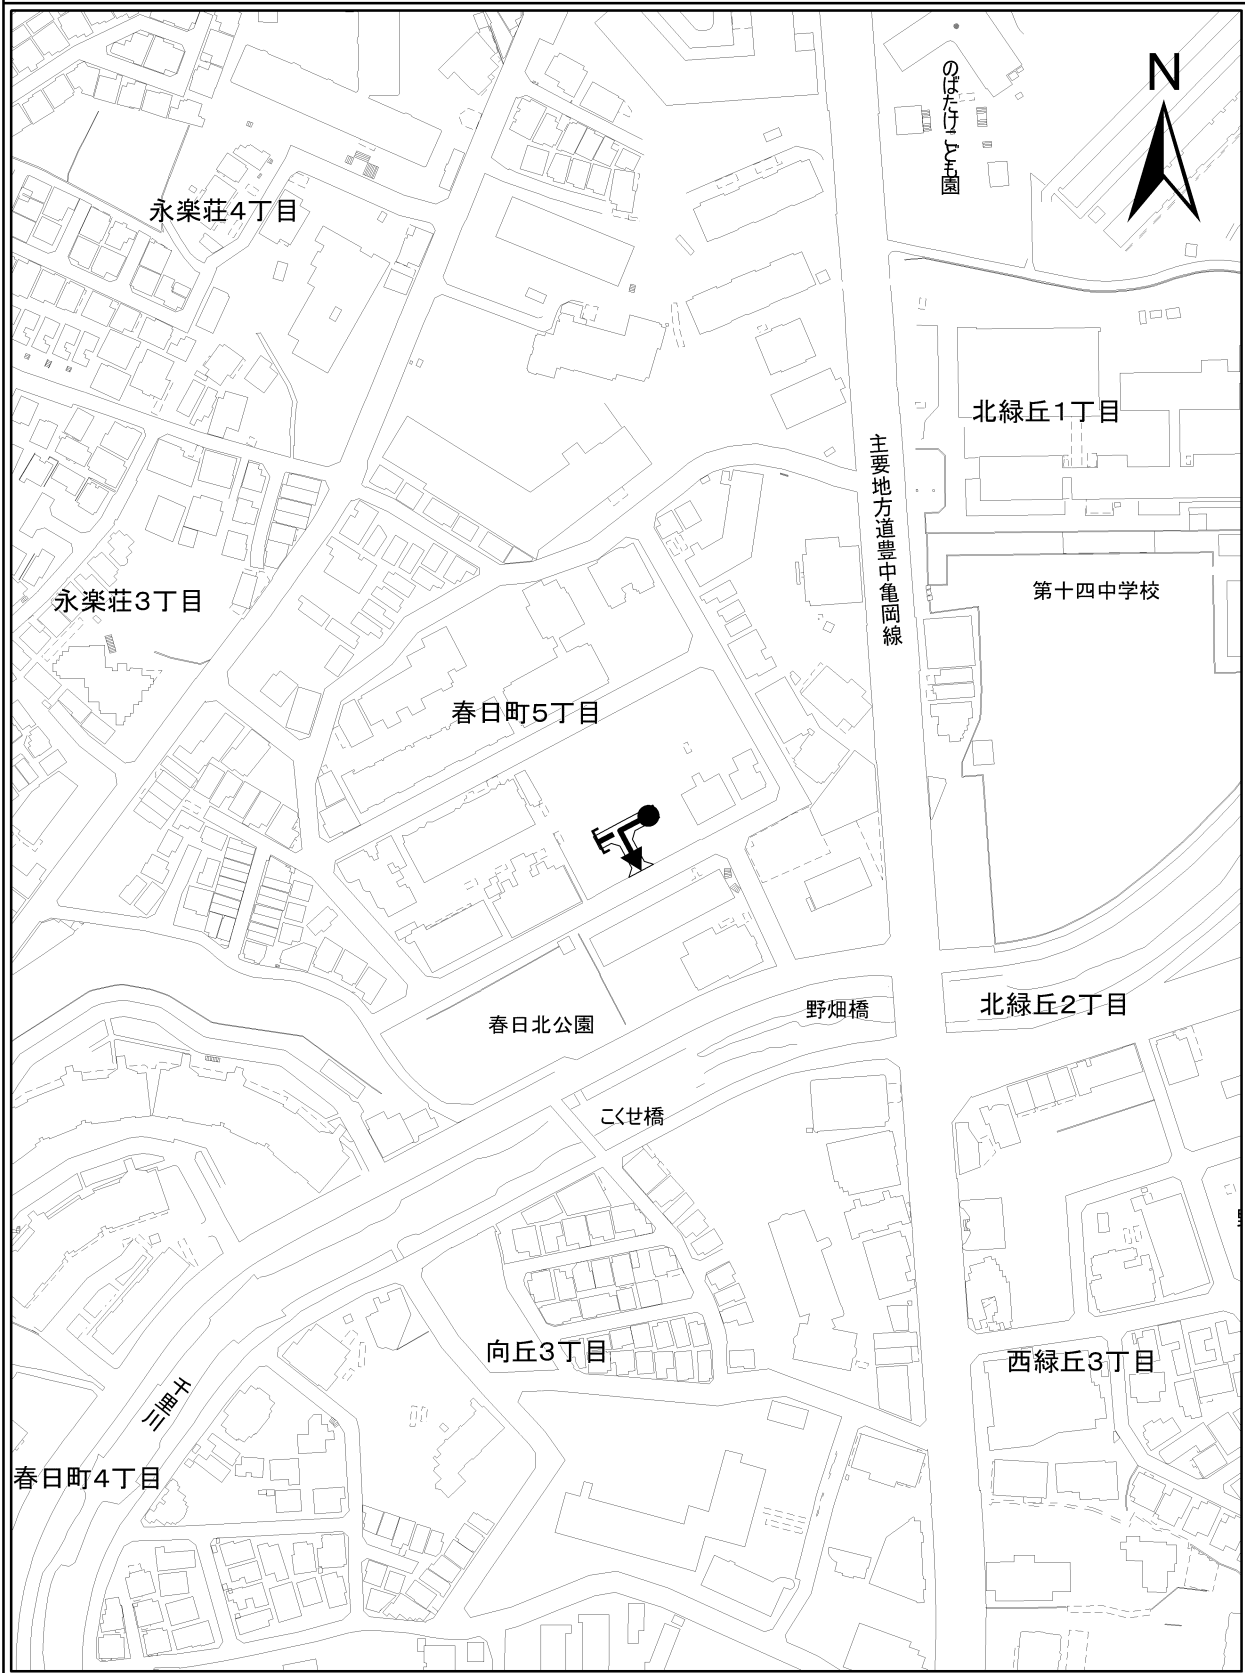 N
のばたけこども園
永楽荘4丁目
北緑丘1丁目
主要地方道豊中亀岡線
第十四中学校
永楽荘3丁目
春日町5丁目
北緑丘2丁目
野畑橋
春日北公園
こくせ橋
向丘3丁目
西緑丘3丁目
千里川
春日町4丁目